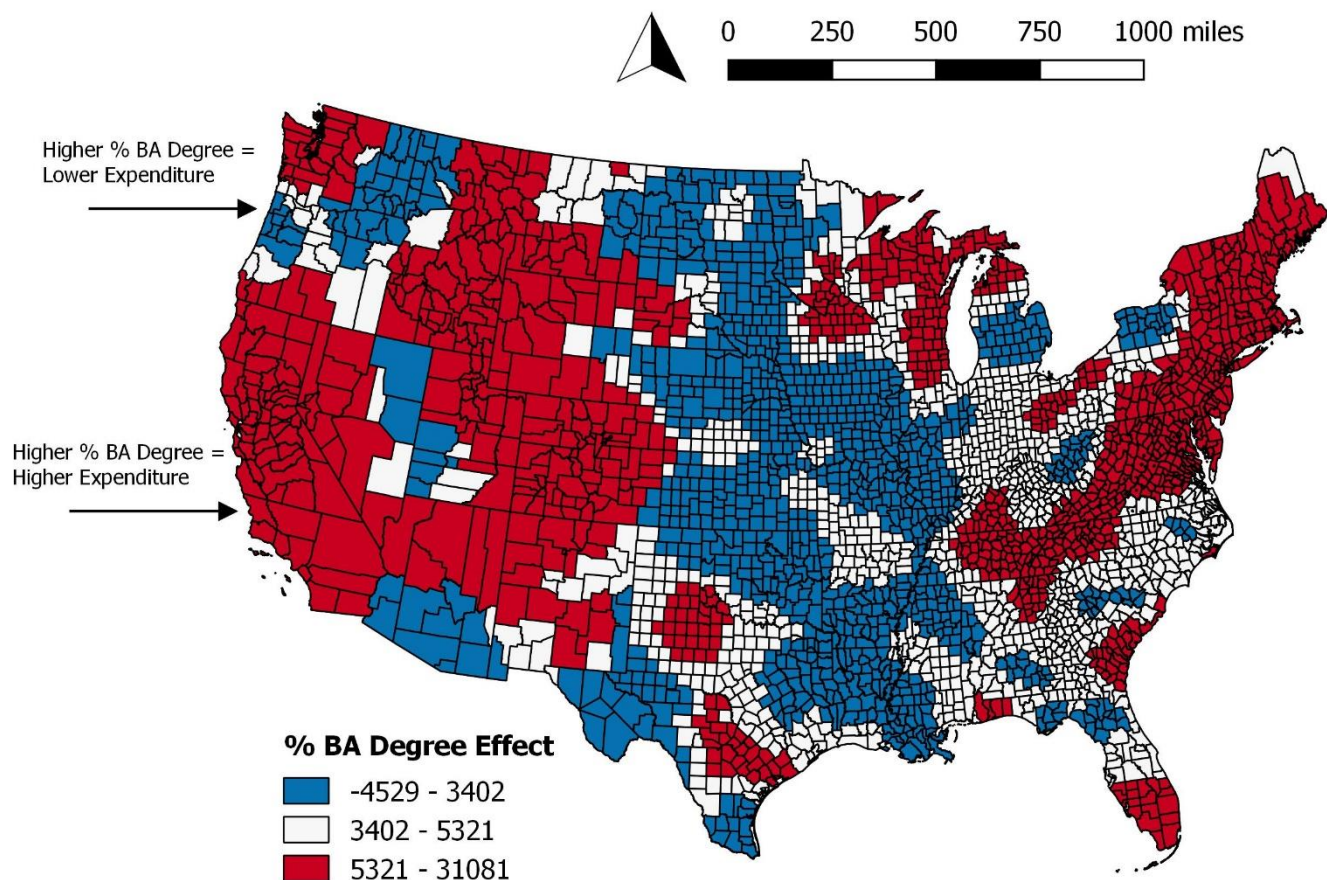 0 250 500 750 1000 miles
Higher % BA Degree =
Lower Expenditure
Higher % BA Degree =
Higher Expenditure
% BA Degree Effect
-4529 - 3402
3402 - 5321
5321 - 31081